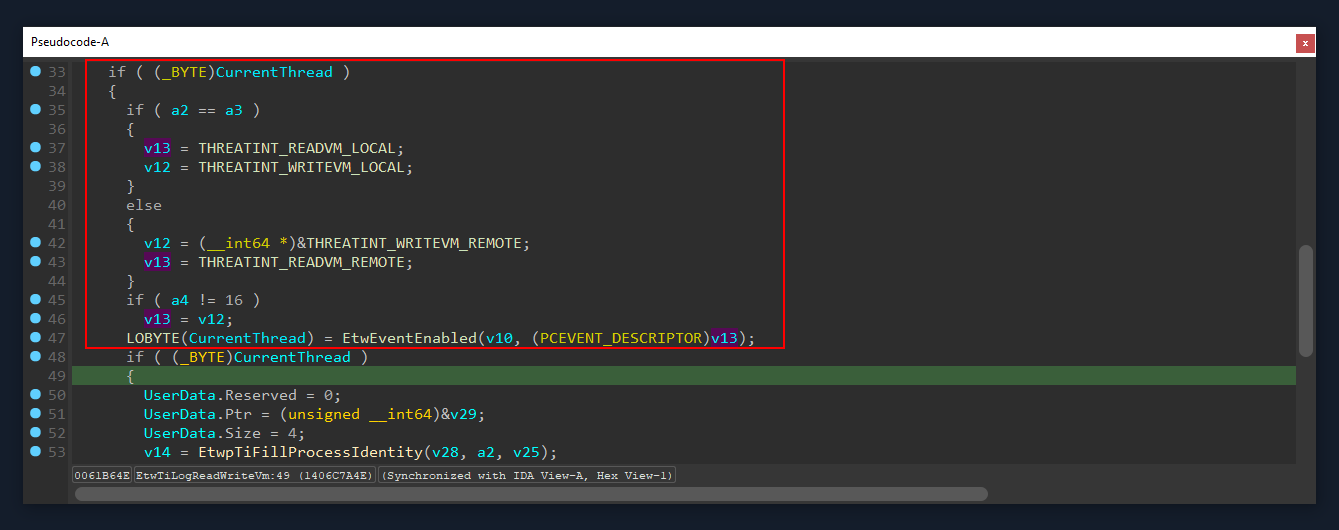 Pseudocode-A
x
33 if ( (_BYTE)CurrentThread )
34 {
35 if ( a2 == a3 )
36 {
37 v13 = THREATINT_READVM_LOCAL;
38 v12 = THREATINT_WRITEVM_LOCAL;
39 }
40 else
41 {
42 v12 = (__int64 *)&THREATINT_WRITEVM_REMOTE;
43 v13 = THREATINT_READVM_REMOTE;
44 }
45 if ( a4 != 16 )
46 v13 = v12;
47 LOBYTE(CurrentThread) = EtwEventEnabled(v10, (PCEVENT_DESCRIPTOR)v13);
48 if ( (_BYTE)CurrentThread )
49 {
50 UserData.Reserved = 0;
51 UserData.Ptr = (unsigned __int64)&v29;
52 UserData.Size = 4;
53 v14 = EtwpTiFillProcessIdentity(v28, a2, v25);
0061B64E EtwTiLogReadWriteVm:49 (1406C7A4E) (Synchronized with IDA View-A, Hex View-1)